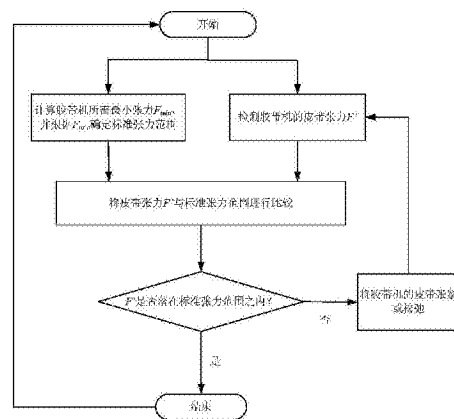 开始
计算胶带机所需最小张力Fmin,
并根据Fmin确定标准张力范围
检测胶带机的皮带张力F'
将皮带张力F'与标准张力范围进行比较
F'是否落在标准张力范围之内?
否
将胶带机的皮带张紧
或松弛
是
结束